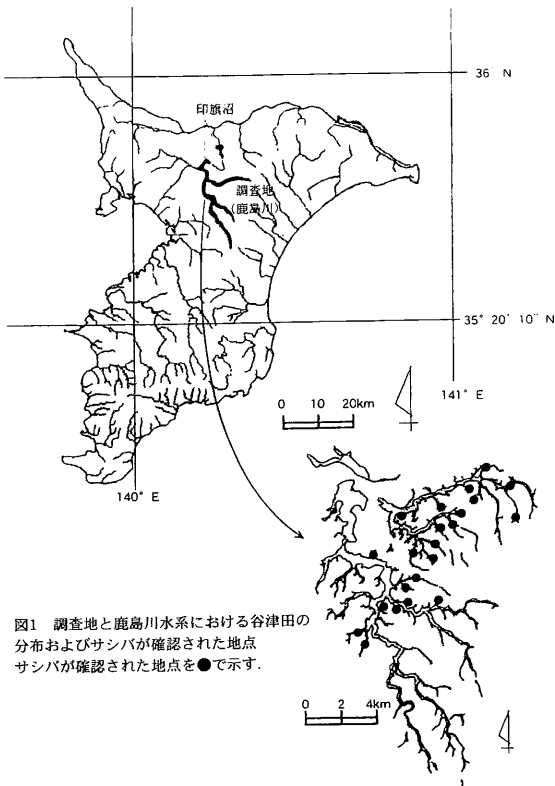 36° N
印旛沼
調査地
(鹿島川)
35° 20' 10'' N
141° E
0 10 20km
140° E
図1 調査地と鹿島川水系における谷津田の
分布およびサシバが確認された地点
サシバが確認された地点を●で示す.
0 2 4km